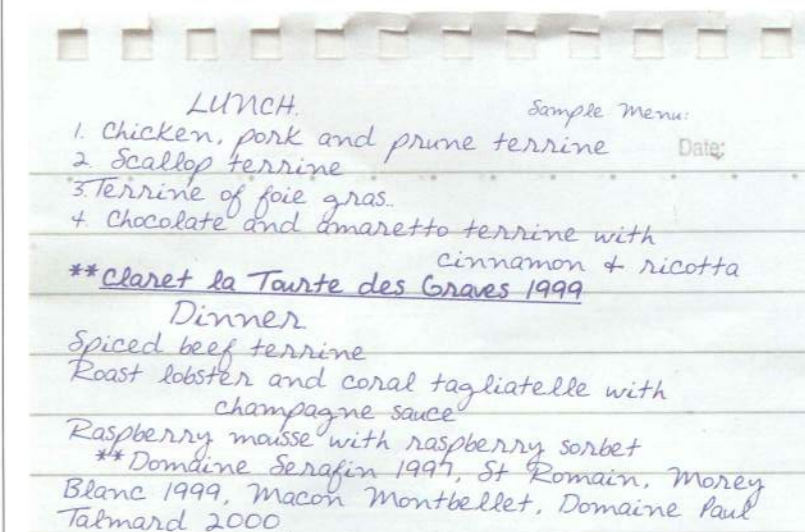 LUNCH.
Sample Menu:
1. Chicken, pork and prune terrine
Date:
2. Scallop terrine
3. Terrine of foie gras..
4. Chocolate and amaretto terrine with
cinnamon + ricotta
**Claret la Tourte des Graves 1999
Dinner
Spiced beef terrine
Roast lobster and coral tagliatelle with
champagne sauce
Raspberry mousse with raspberry sorbet
**Domaine Serafin 1997, St Romain, Morey
Blanc 1999, Macon Montbellet, Domaine Paul
Talmard 2000